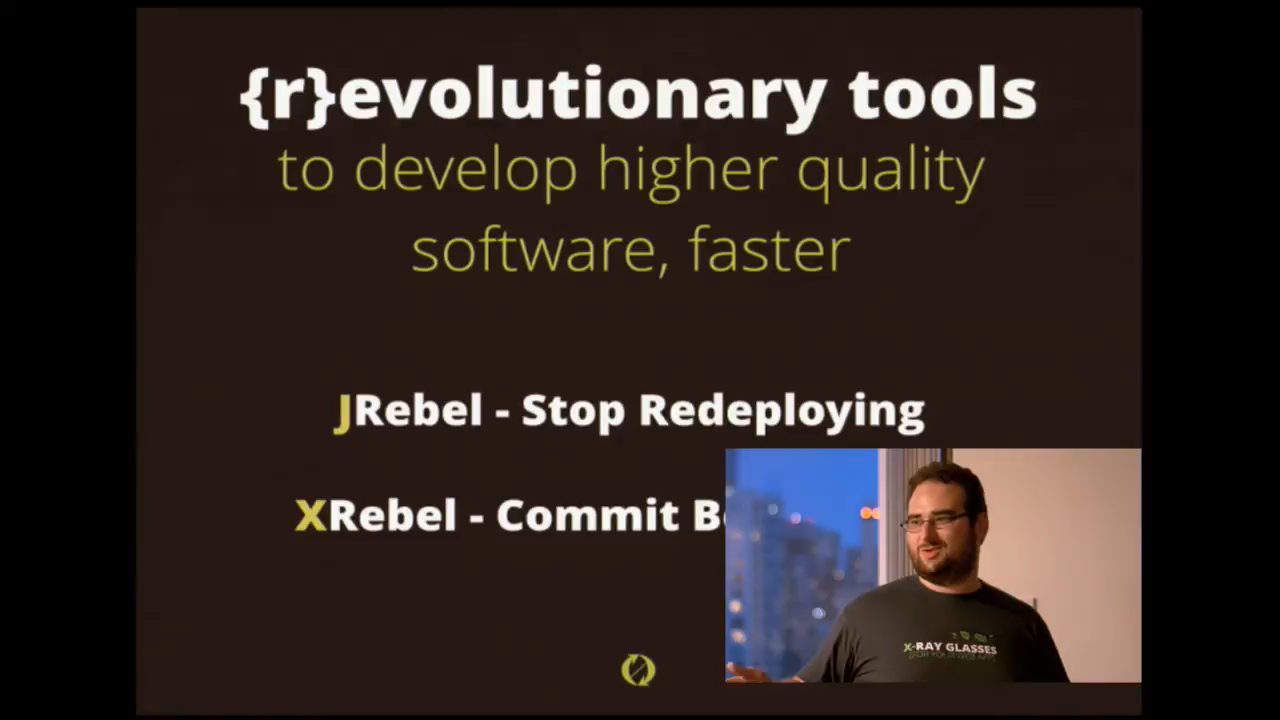 {r}evolutionary tools
to develop higher quality
software, faster
JRebel - Stop Redeploying
XRebel - Commit
X-RAY GLASSES